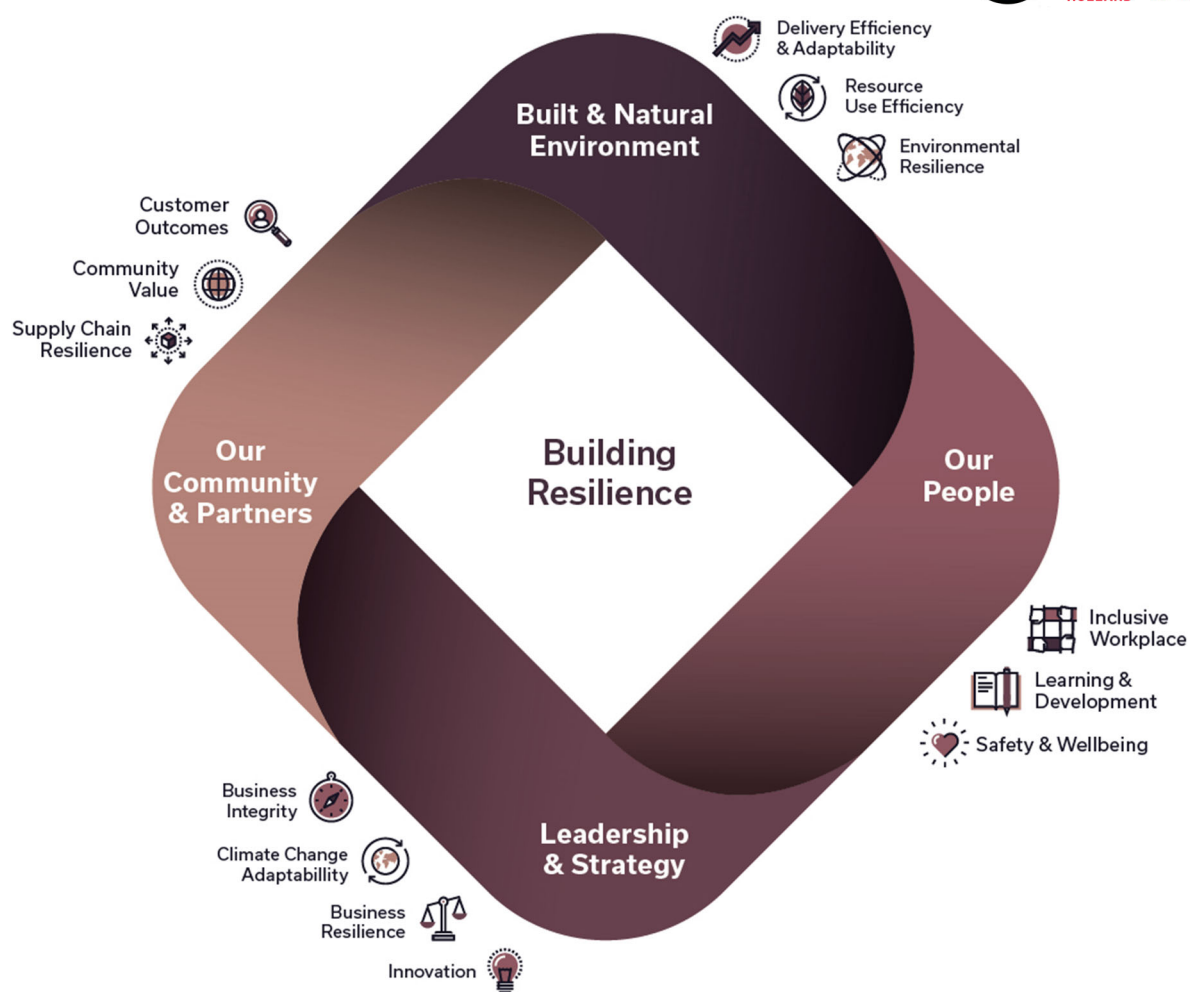 Delivery Efficiency
& Adaptability
Resource
Use Efficiency
Environmental
Resilience
Built & Natural
Environment
Customer
Outcomes
Community
Value
Supply Chain
Resilience
Our
Community
& Partners
Building
Resilience
Our
People
Inclusive
Workplace
Learning &
Development
Safety & Wellbeing
Leadership
& Strategy
Business
Integrity
Climate Change
Adaptabillity
Business
Resilience
Innovation